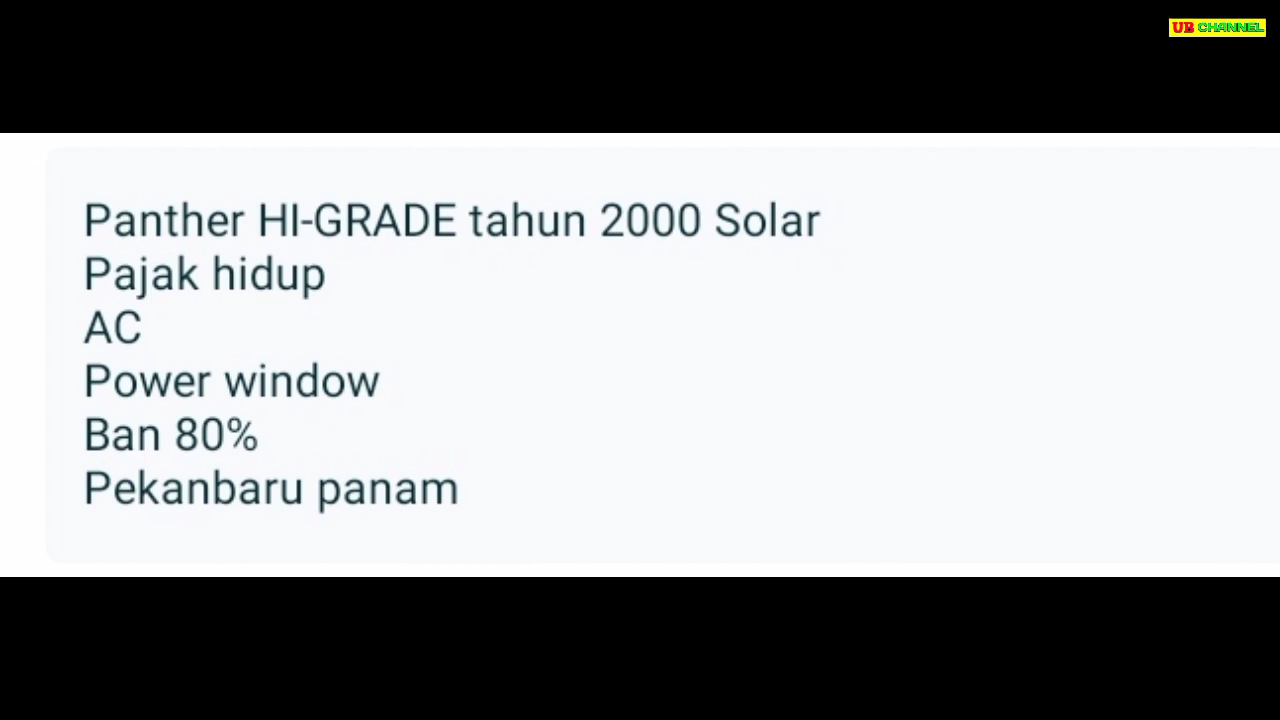 UB CHANNEL
Panther HI-GRADE tahun 2000 Solar
Pajak hidup
AC
Power window
Ban 80%
Pekanbaru panam